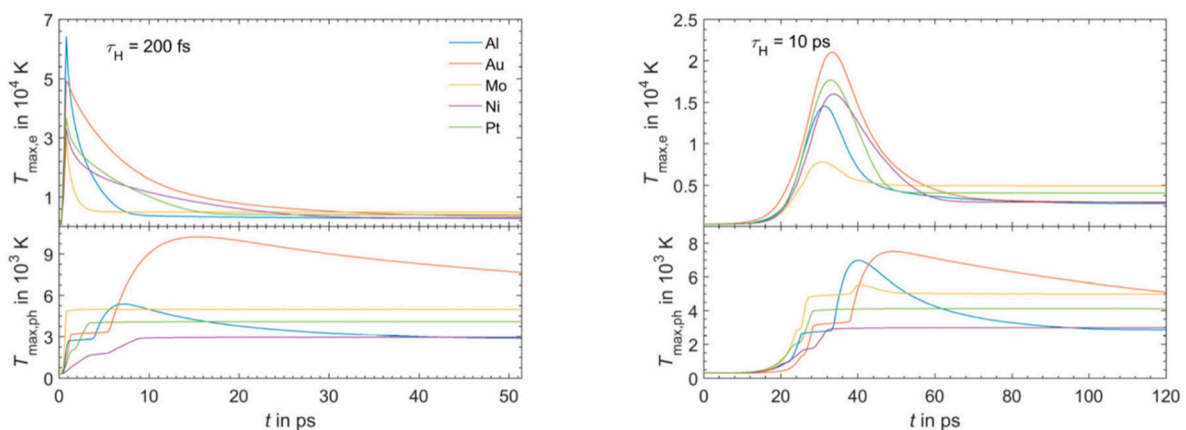 τH = 200 fs
Al
Au
Mo
Ni
Pt
Tmax,e in 10⁴ K
7
5
3
1
Tmax,ph in 10³ K
9
6
3
0
0 10 20 30 40 50
t in ps
τH = 10 ps
Tmax,e in 10⁴ K
2.5
2
1.5
1
0.5
Tmax,ph in 10³ K
8
6
4
2
0
0 20 40 60 80 100 120
t in ps